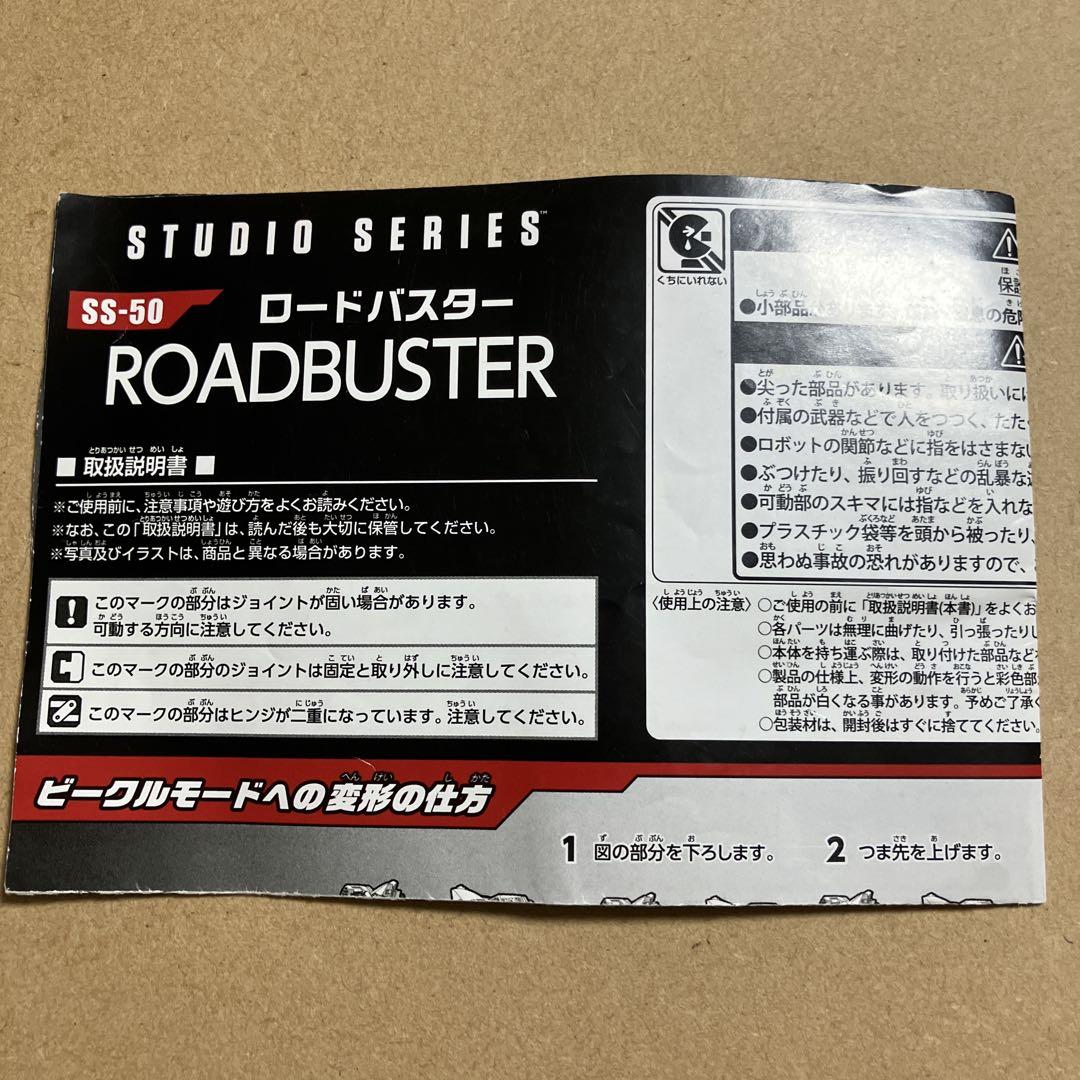 STUDIO SERIES™
SS-50 ロードバスター
ROADBUSTER
とりあつかいせつめいしょ
■ 取扱説明書 ■
※ご使用前に、注意事項や遊び方をよくお読みください。
※なお、この「取扱説明書」は、読んだ後も大切に保管してください。
※写真及びイラストは、商品と異なる場合があります。
このマークの部分はジョイントが固い場合があります。
可動する方向に注意してください。
このマークの部分のジョイントは固定と取り外しに注意してください。
このマークの部分はヒンジが二重になっています。注意してください。
くちにいれない
保
●小部品
の危
●尖った部品があります。取り扱いに
●付属の武器などで人をつつく、たた
●ロボットの関節などに指をはさまない
●ぶつけたり、振り回すなどの乱暴な
●可動部のスキマには指などを入れな
●プラスチック袋等を頭から被ったり、
●思わぬ事故の恐れがありますので、
〈使用上の注意〉
○ご使用の前に「取扱説明書(本書)」をよくお
○各パーツは無理に曲げたり、引っ張ったりし
○本体を持ち運ぶ際は、取り付けた部品など
○製品の仕様上、変形の動作を行うと彩色部
部品が白くなる事があります。予めご了承く
○包装材は、開封後はすぐに捨ててください。
ビークルモードへの変形の仕方
1 図の部分を下ろします。
2 つま先を上げます。